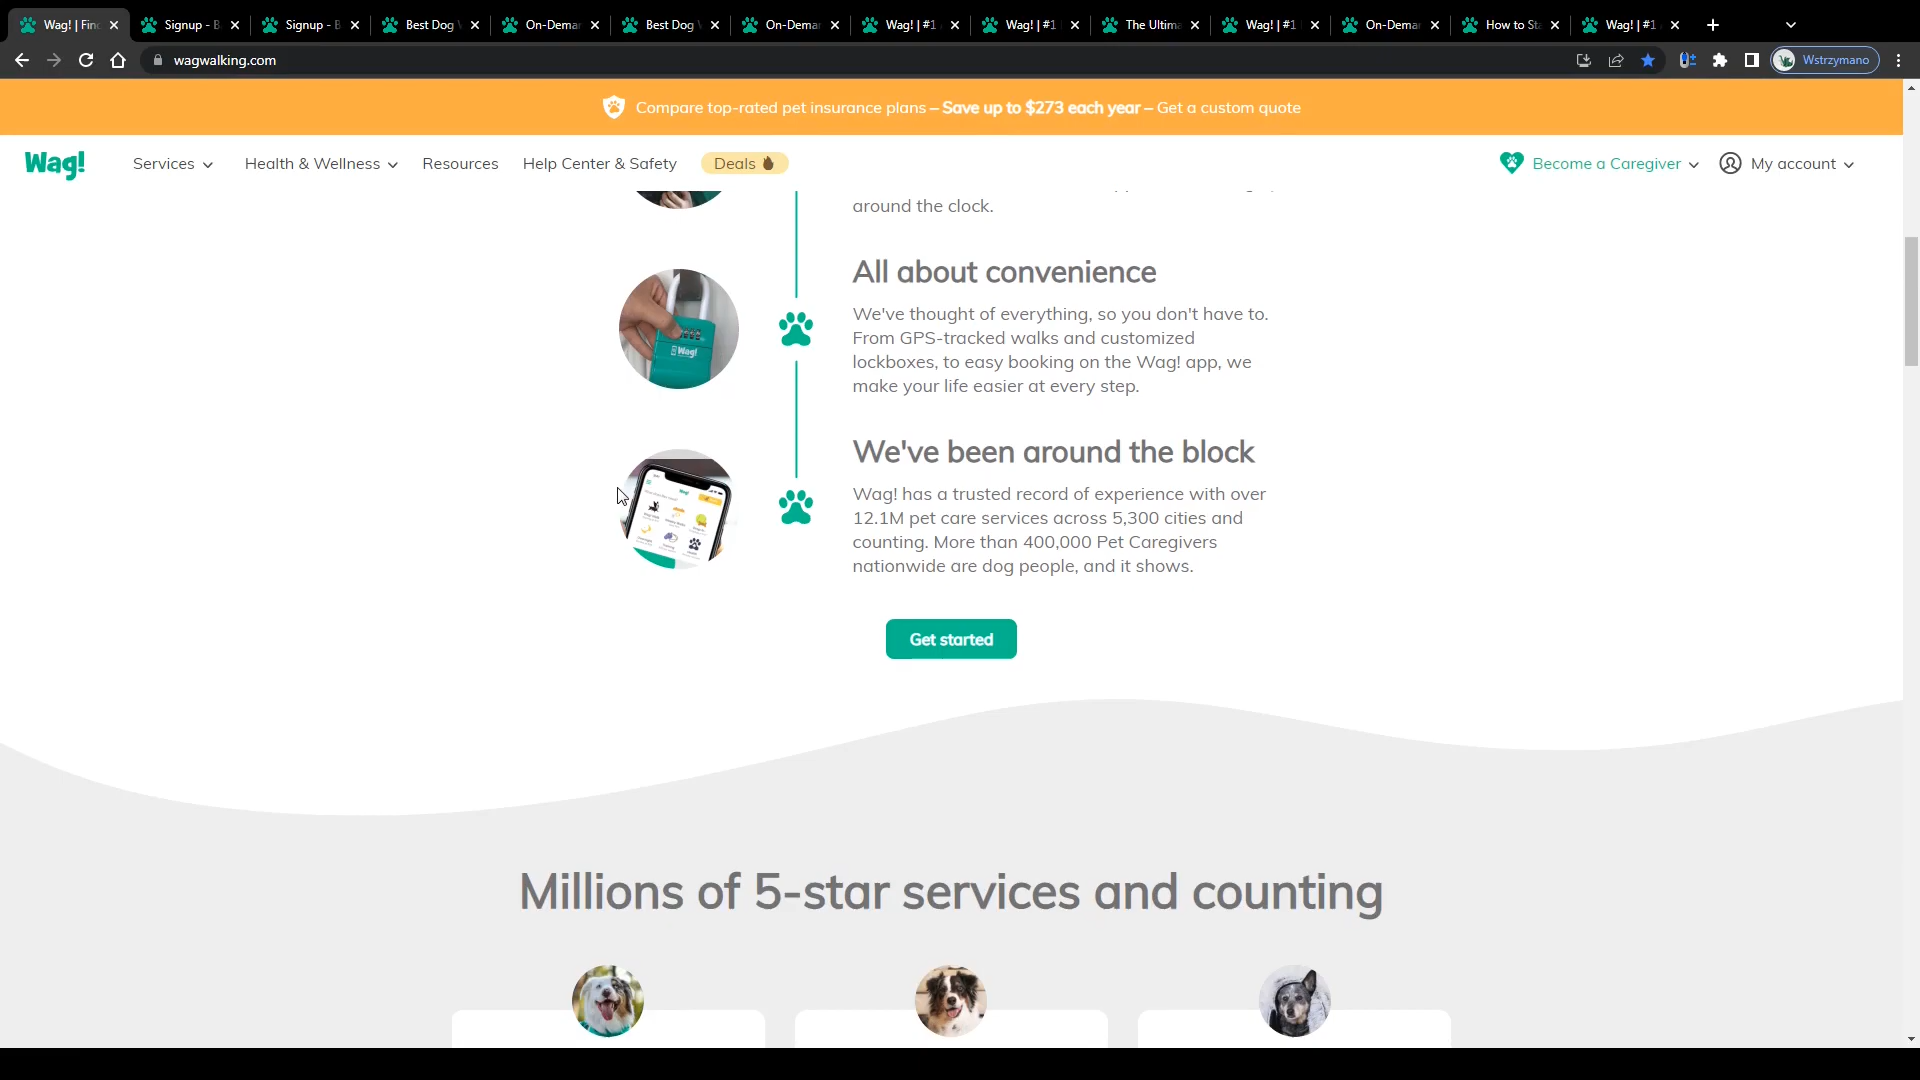 Wag! | Find
Signup - B
Signup - B
Best Dog
On-Demand
Best Dog
On-Demand
Wag! | #1
Wag! | #1
The Ultima
Wag! | #1
On-Demand
How to Sta
Wag! | #1
wagwalking.com
Wstrzymano
Compare top-rated pet insurance plans – Save up to $273 each year – Get a custom quote
Wag!
Services
Health & Wellness
Resources
Help Center & Safety
Deals
Become a Caregiver
My account
around the clock.
All about convenience
We've thought of everything, so you don't have to.
From GPS-tracked walks and customized
lockboxes, to easy booking on the Wag! app, we
make your life easier at every step.
Wag!
We've been around the block
Wag! has a trusted record of experience with over
12.1M pet care services across 5,300 cities and
counting. More than 400,000 Pet Caregivers
nationwide are dog people, and it shows.
Get started
Millions of 5-star services and counting